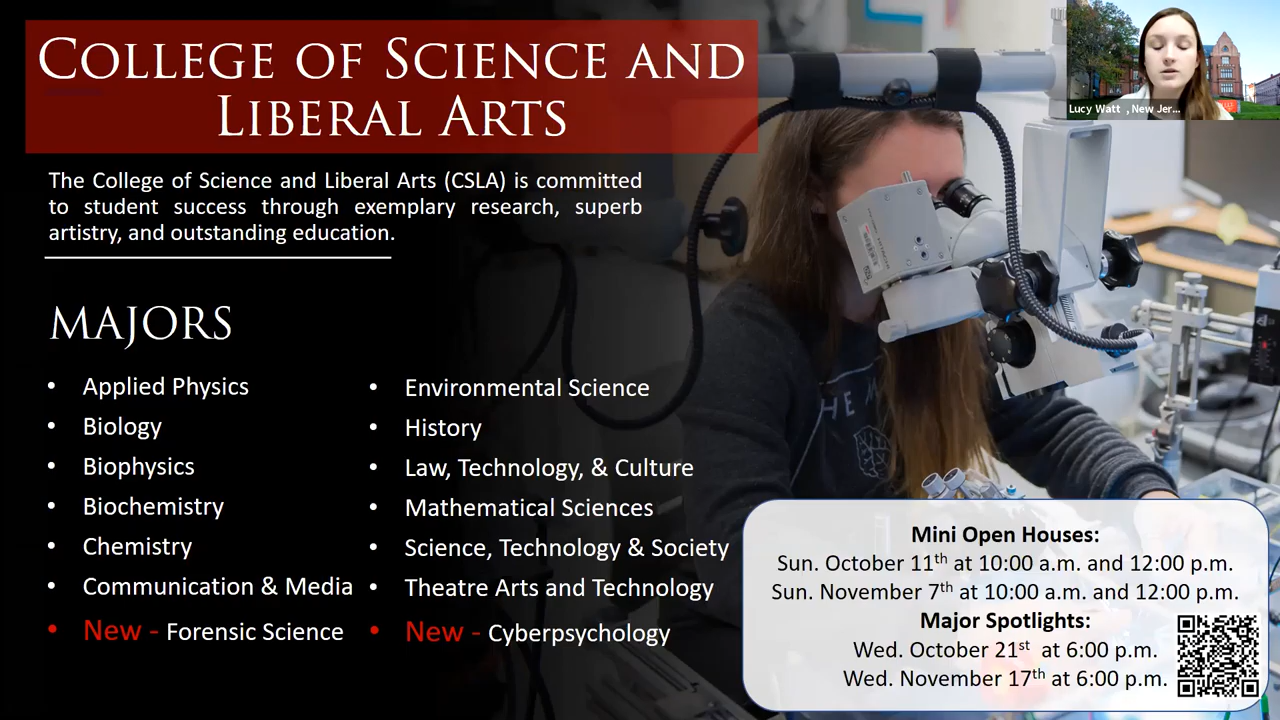 COLLEGE OF SCIENCE AND
LIBERAL ARTS
The College of Science and Liberal Arts (CSLA) is committed
to student success through exemplary research, superb
artistry, and outstanding education.
MAJORS
• Applied Physics
• Biology
• Biophysics
• Biochemistry
• Chemistry
• Communication & Media
• New - Forensic Science
• Environmental Science
• History
• Law, Technology, & Culture
• Mathematical Sciences
• Science, Technology & Society
• Theatre Arts and Technology
• New - Cyberpsychology
Lucy Watt , New Jer...
HE M
Mini Open Houses:
Sun. October 11th at 10:00 a.m. and 12:00 p.m.
Sun. November 7th at 10:00 a.m. and 12:00 p.m.
Major Spotlights:
Wed. October 21st at 6:00 p.m.
Wed. November 17th at 6:00 p.m.